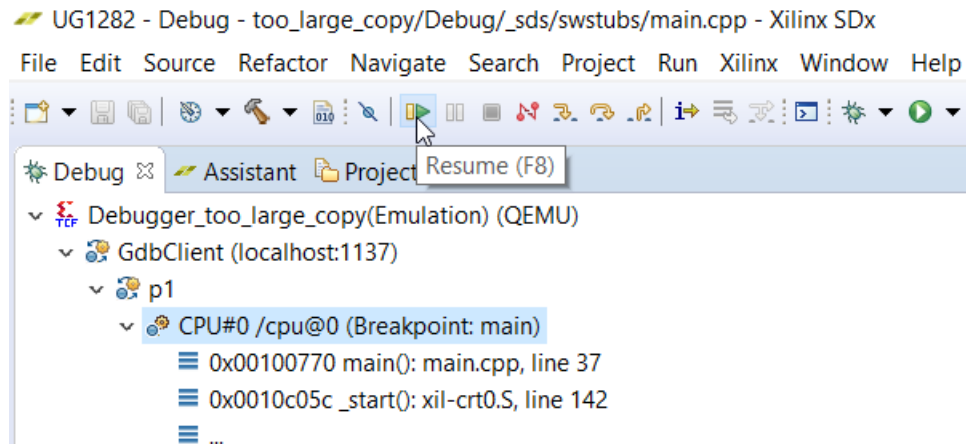 UG1282 - Debug - too_large_copy/Debug/_sds/swstubs/main.cpp - Xilinx SDx
File Edit Source Refactor Navigate Search Project Run Xilinx Window Help
010
Debug Assistant Project
Resume (F8)
TCF Debugger_too_large_copy(Emulation) (QEMU)
GdbClient (localhost:1137)
p1
CPU#0 /cpu@0 (Breakpoint: main)
0x00100770 main(): main.cpp, line 37
0x0010c05c _start(): xil-crt0.S, line 142
...